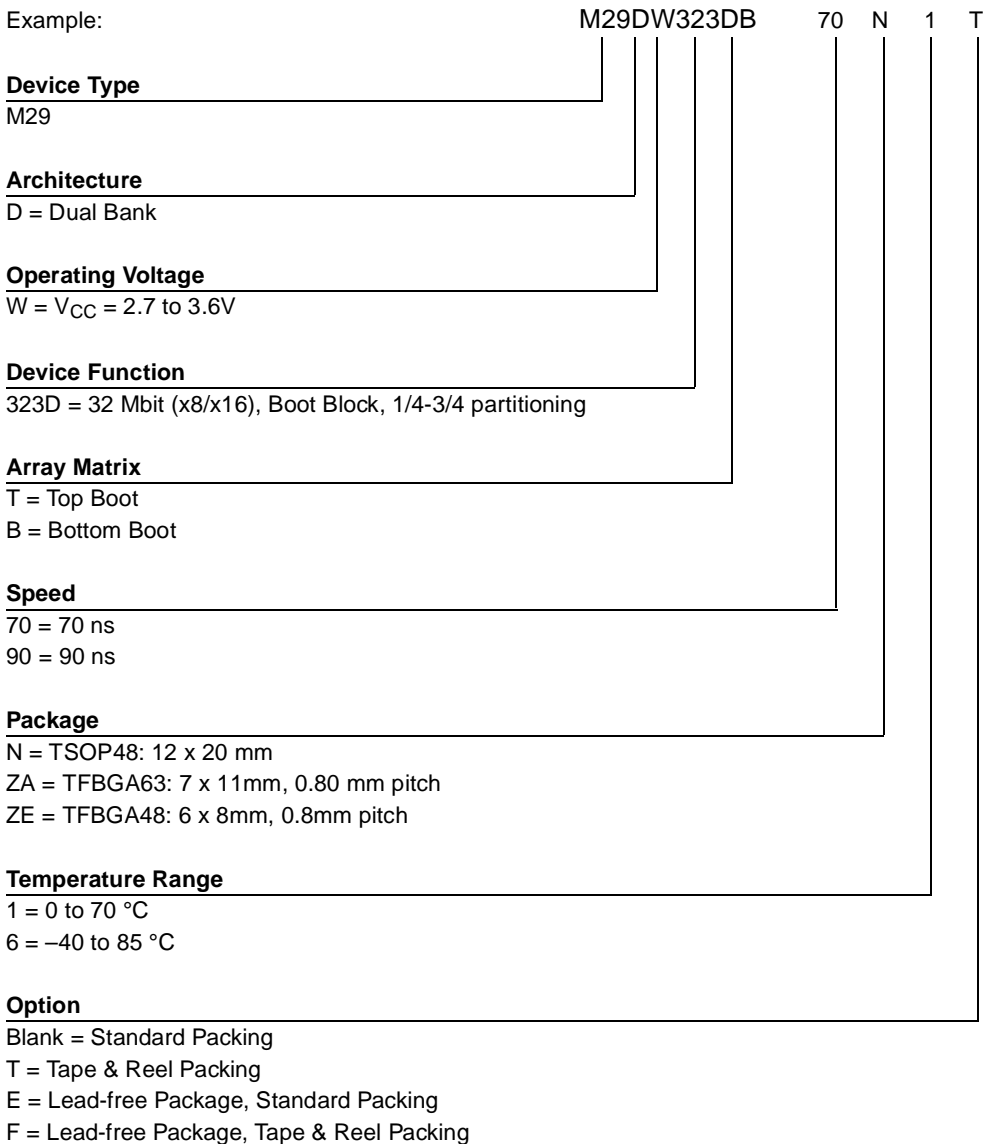 Example: M29DW323DB 70 N 1 T
Device Type
M29
Architecture
D = Dual Bank
Operating Voltage
W = VCC = 2.7 to 3.6V
Device Function
323D = 32 Mbit (x8/x16), Boot Block, 1/4-3/4 partitioning
Array Matrix
T = Top Boot
B = Bottom Boot
Speed
70 = 70 ns
90 = 90 ns
Package
N = TSOP48: 12 x 20 mm
ZA = TFBGA63: 7 x 11mm, 0.80 mm pitch
ZE = TFBGA48: 6 x 8mm, 0.8mm pitch
Temperature Range
1 = 0 to 70 °C
6 = –40 to 85 °C
Option
Blank = Standard Packing
T = Tape & Reel Packing
E = Lead-free Package, Standard Packing
F = Lead-free Package, Tape & Reel Packing